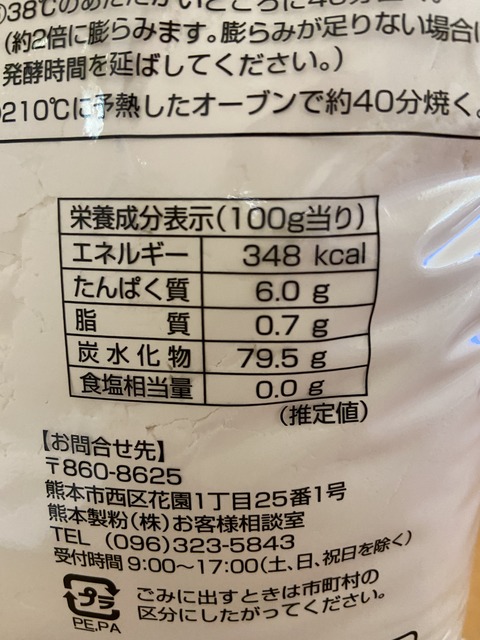 (約2倍に膨らみます。膨らみが足りない場合は
発酵時間を延ばしてください。)
210℃に予熱したオーブンで約40分焼く。
栄養成分表示(100g当り)
エネルギー 348 kcal
たんぱく質 6.0 g
脂質 0.7 g
炭水化物 79.5 g
食塩相当量 0.0 g
(推定値)
【お問合せ先】
〒860-8625
熊本市西区花園1丁目25番1号
熊本製粉(株)お客様相談室
TEL (096)323-5843
受付時間 9:00~17:00(土、日、祝日を除く)
プラ
PE,PA
ごみに出すときは市町村の
区分にしたがってください。